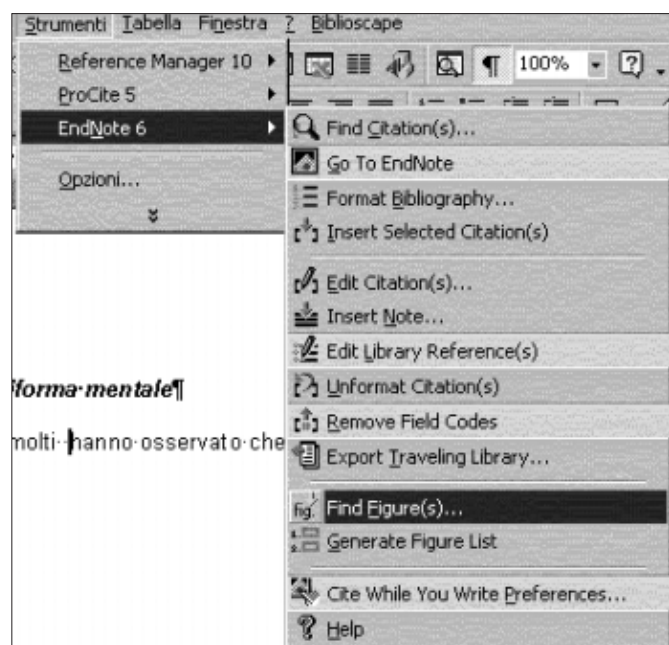 Strumenti Tabella Finestra ? Biblioscape
Reference Manager 10
100%
ProCite 5
EndNote 6
Find Citation(s)...
Go To EndNote
Opzioni...
Format Bibliography...
Insert Selected Citation(s)
Edit Citation(s)...
Insert Note...
Edit Library Reference(s)
forma·mentale¶
Unformat Citation(s)
Remove Field Codes
molti··hanno·osservato·che
Export Traveling Library...
fig. Find Figure(s)...
Generate Figure List
Cite While You Write Preferences...
Help